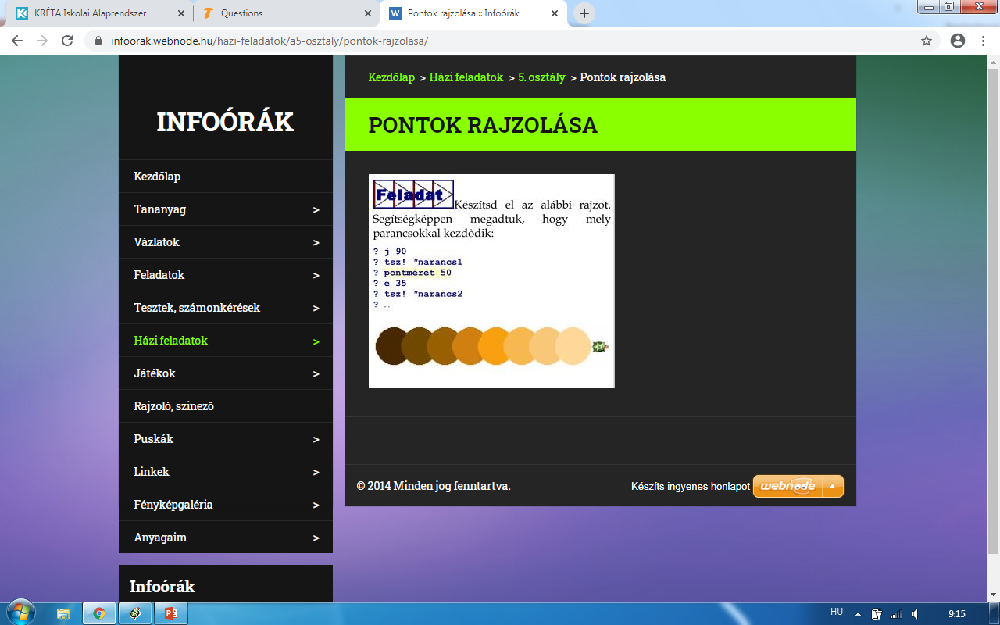 KRÉTA Iskolai Alaprendszer
Questions
Pontok rajzolása :: Infoórák
infoorak.webnode.hu/hazi-feladatok/a5-osztaly/pontok-rajzolasa/
INFOÓRÁK
Kezdőlap
Tananyag >
Vázlatok >
Feladatok >
Tesztek, számonkérések >
Házi feladatok >
Játékok >
Rajzoló, szinező
Puskák >
Linkek >
Fényképgaléria >
Anyagaim >
Infoórák
Kezdőlap > Házi feladatok > 5. osztály > Pontok rajzolása
PONTOK RAJZOLÁSA
Feladat Készítsd el az alábbi rajzot.
Segítségképpen megadtuk, hogy mely
parancsokkal kezdődik:
? j 90
? tsz! "narancs1
? pontméret 50
? e 35
? tsz! "narancs2
? …
© 2014 Minden jog fenntartva.
Készíts ingyenes honlapot webnode
HU
9:15